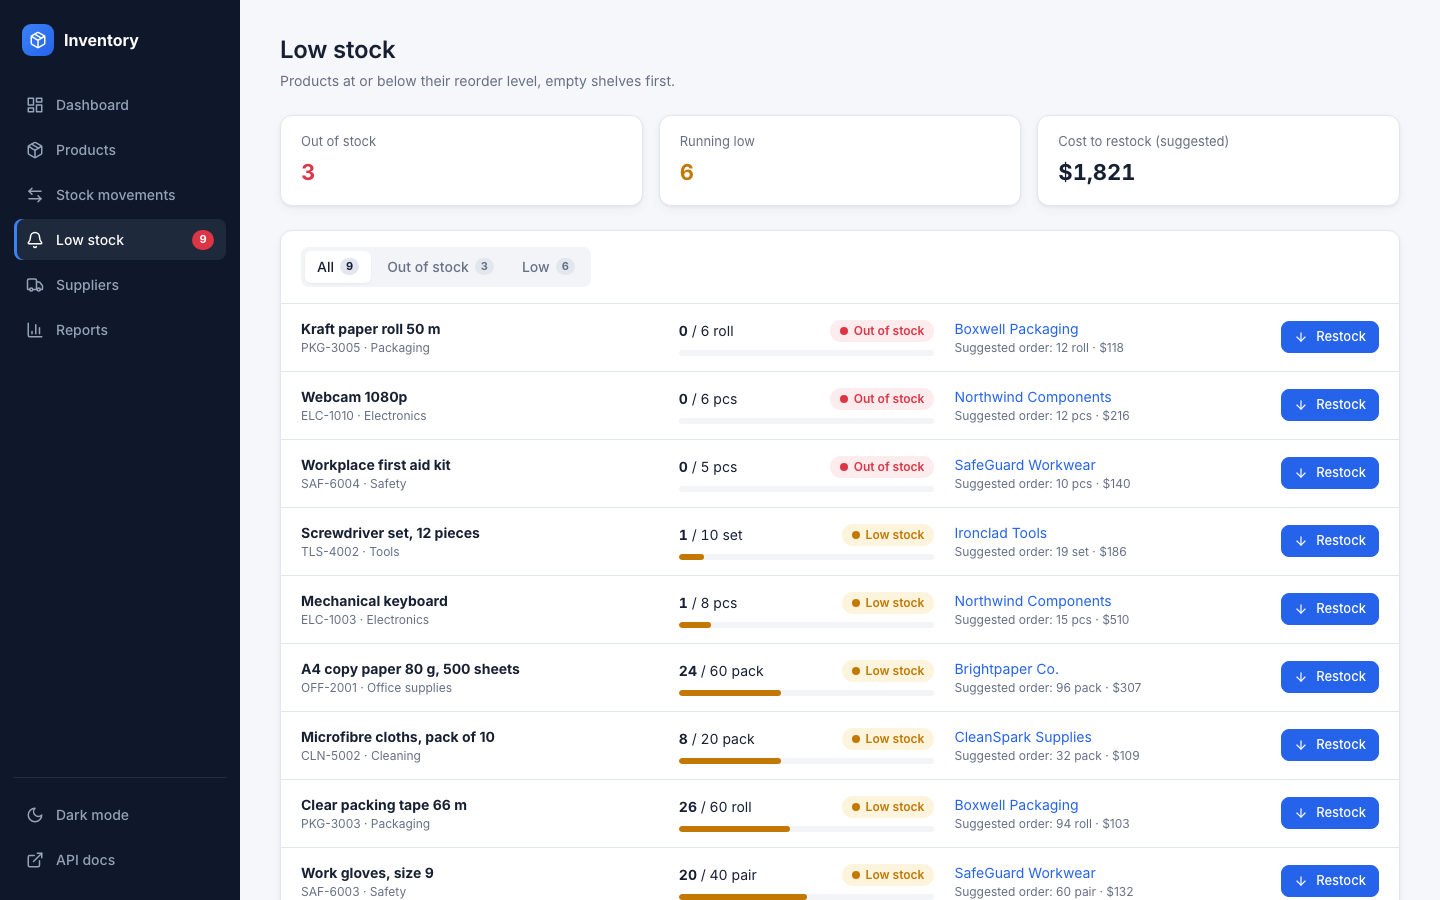 Inventory
Dashboard
Products
Stock movements
Low stock 9
Suppliers
Reports
Dark mode
API docs
Low stock
Products at or below their reorder level, empty shelves first.
Out of stock
3
Running low
6
Cost to restock (suggested)
$1,821
All 9 Out of stock 3 Low 6
Kraft paper roll 50 m
PKG-3005 · Packaging
0 / 6 roll Out of stock
Boxwell Packaging
Suggested order: 12 roll · $118
Restock
Webcam 1080p
ELC-1010 · Electronics
0 / 6 pcs Out of stock
Northwind Components
Suggested order: 12 pcs · $216
Restock
Workplace first aid kit
SAF-6004 · Safety
0 / 5 pcs Out of stock
SafeGuard Workwear
Suggested order: 10 pcs · $140
Restock
Screwdriver set, 12 pieces
TLS-4002 · Tools
1 / 10 set Low stock
Ironclad Tools
Suggested order: 19 set · $186
Restock
Mechanical keyboard
ELC-1003 · Electronics
1 / 8 pcs Low stock
Northwind Components
Suggested order: 15 pcs · $510
Restock
A4 copy paper 80 g, 500 sheets
OFF-2001 · Office supplies
24 / 60 pack Low stock
Brightpaper Co.
Suggested order: 96 pack · $307
Restock
Microfibre cloths, pack of 10
CLN-5002 · Cleaning
8 / 20 pack Low stock
CleanSpark Supplies
Suggested order: 32 pack · $109
Restock
Clear packing tape 66 m
PKG-3003 · Packaging
26 / 60 roll Low stock
Boxwell Packaging
Suggested order: 94 roll · $103
Restock
Work gloves, size 9
SAF-6003 · Safety
20 / 40 pair Low stock
SafeGuard Workwear
Suggested order: 60 pair · $132
Restock